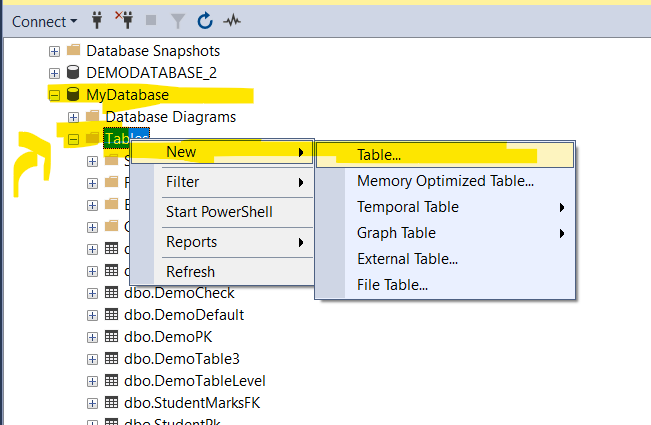 Connect
Database Snapshots
DEMODATABASE_2
MyDatabase
Database Diagrams
Tables
New
Filter
Start PowerShell
Reports
Refresh
Table...
Memory Optimized Table...
Temporal Table
Graph Table
External Table...
File Table...
dbo.DemoCheck
dbo.DemoDefault
dbo.DemoPK
dbo.DemoTable3
dbo.DemoTableLevel
dbo.StudentMarksFK
dbo.StudentPk